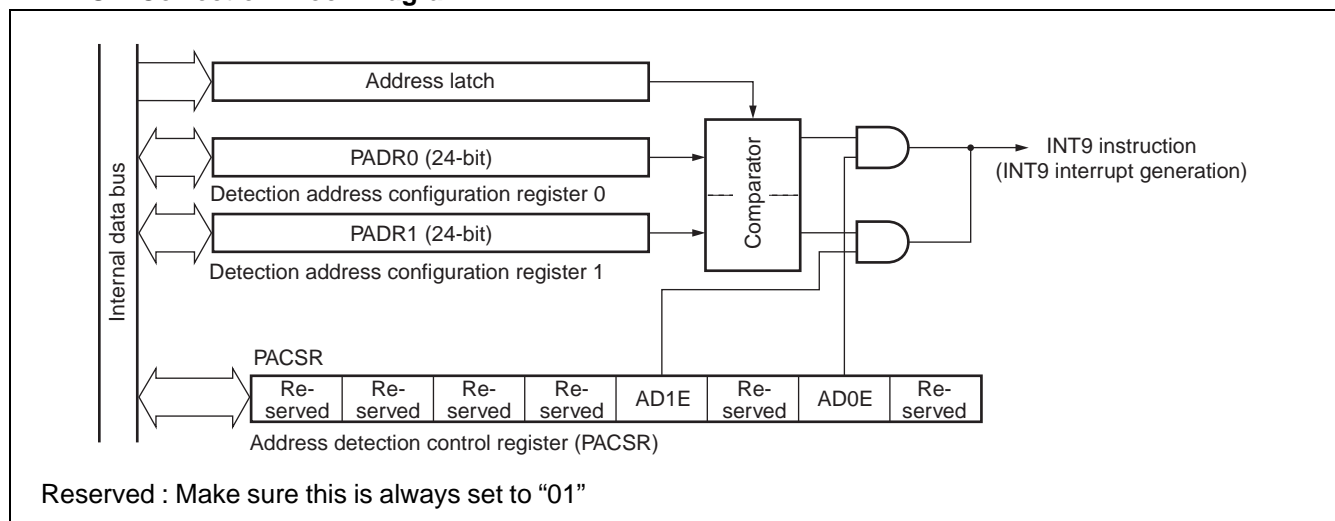 Address latch
PADR0 (24-bit)
Detection address configuration register 0
PADR1 (24-bit)
Detection address configuration register 1
Internal data bus
Comparator
INT9 instruction
(INT9 interrupt generation)
PACSR
Re-served
Re-served
Re-served
Re-served
AD1E
Re-served
AD0E
Re-served
Address detection control register (PACSR)
Reserved : Make sure this is always set to “01”